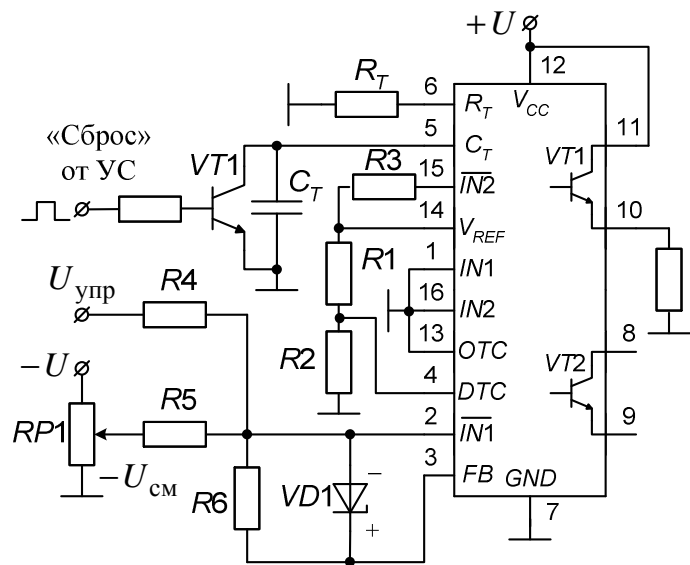 +U
12
V_CC
11
R_T
6
R_T
5
C_T
«Сброс»
от УС
VT1
C_T
R3
15
IN2
VT1
10
14
V_REF
R1
1
IN1
16
IN2
13
OTC
U_упр
R4
R2
4
DTC
8
VT2
9
−U
RP1
R5
2
IN1
−U_см
R6
VD1
−
+
3
FB
GND
7